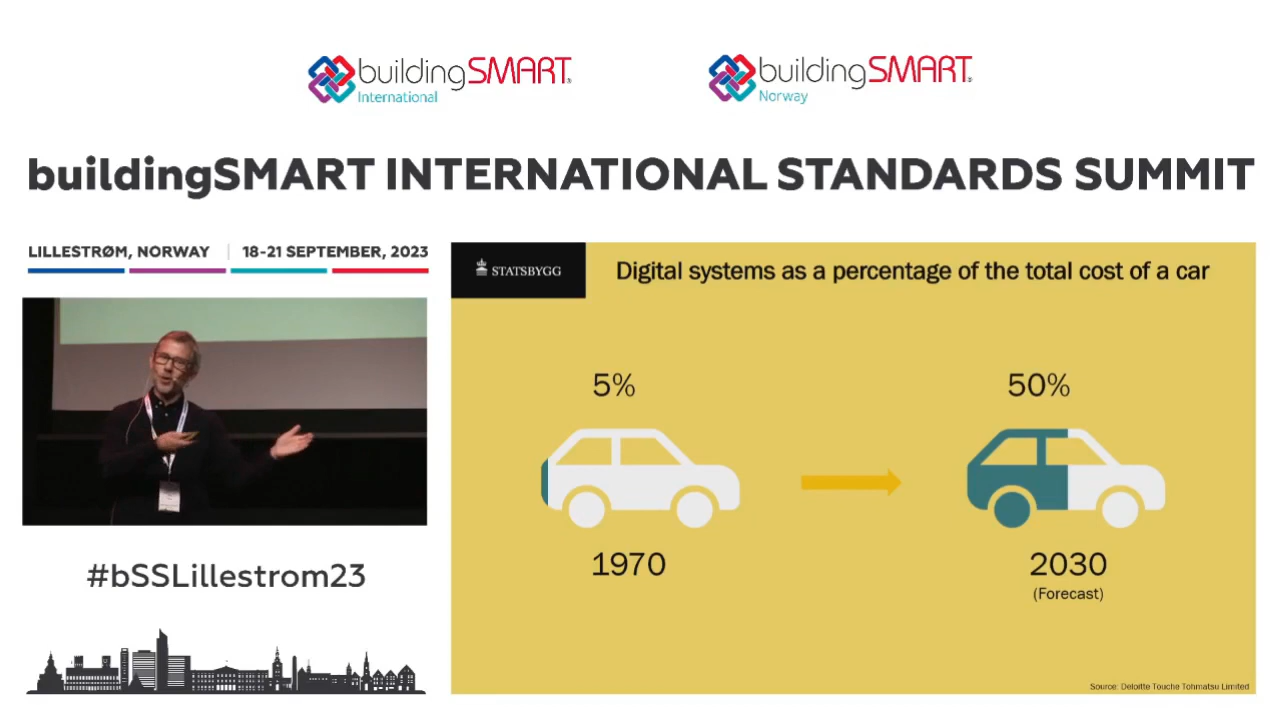 buildingSMART®
International
buildingSMART®
Norway
buildingSMART INTERNATIONAL STANDARDS SUMMIT
LILLESTRØM, NORWAY | 18-21 SEPTEMBER, 2023
STATSBYGG
Digital systems as a percentage of the total cost of a car
5%
50%
1970
2030
(Forecast)
#bSSLillestrom23
Source: Deloitte Touche Tohmatsu Limited